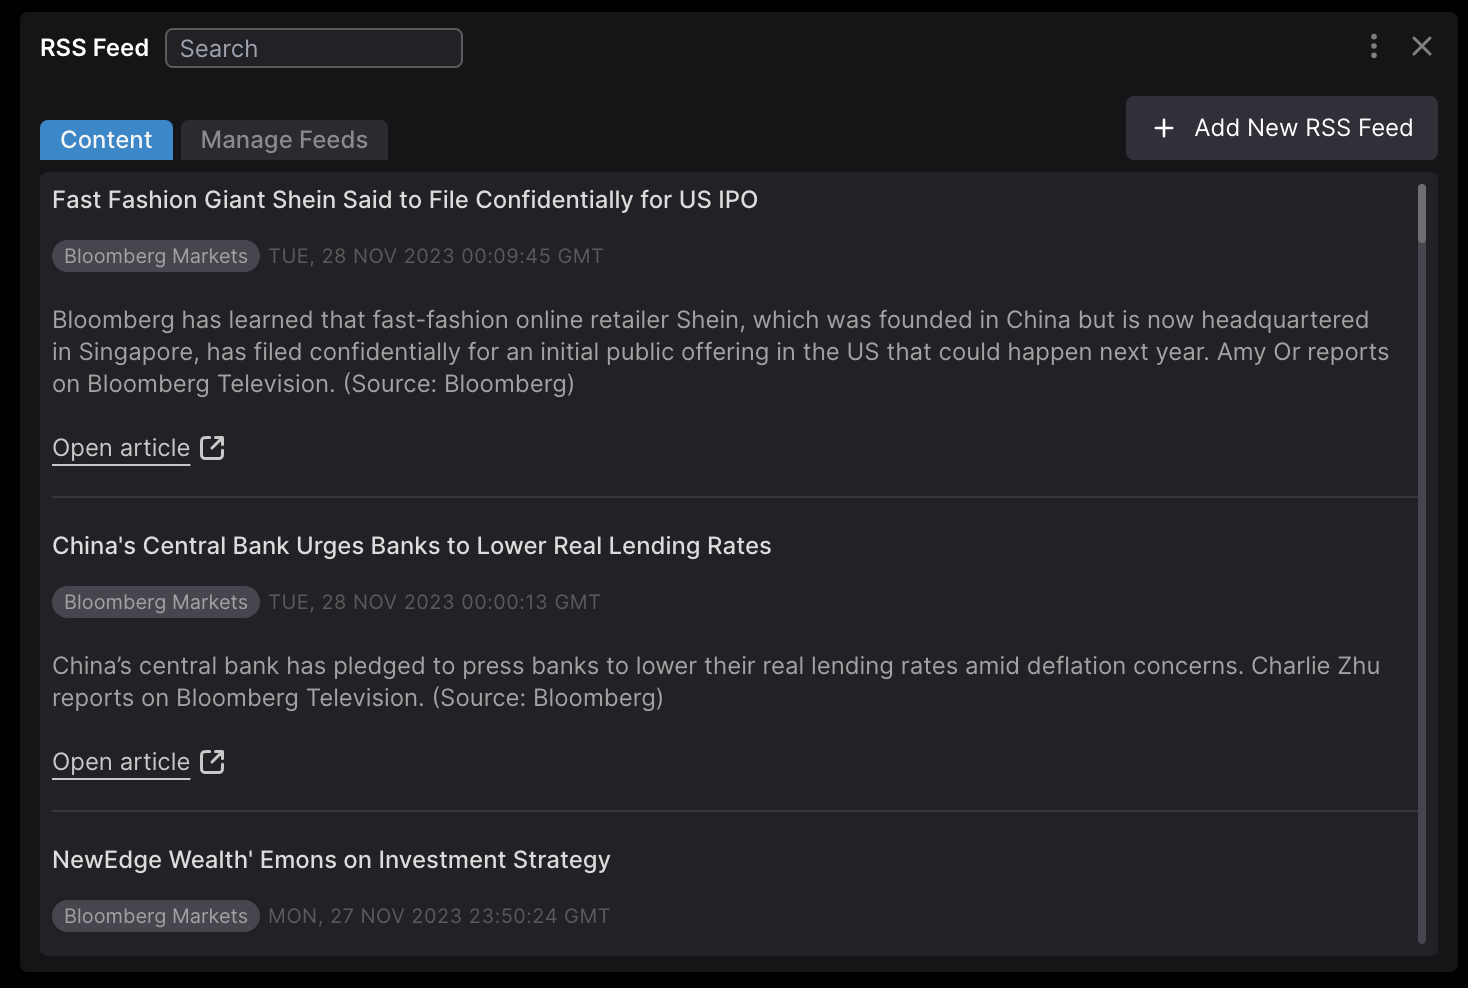 RSS Feed
Search
Add New RSS Feed
Content
Manage Feeds
Fast Fashion Giant Shein Said to File Confidentially for US IPO
Bloomberg Markets TUE, 28 NOV 2023 00:09:45 GMT
Bloomberg has learned that fast-fashion online retailer Shein, which was founded in China but is now headquartered
in Singapore, has filed confidentially for an initial public offering in the US that could happen next year. Amy Or reports
on Bloomberg Television. (Source: Bloomberg)
Open article
China's Central Bank Urges Banks to Lower Real Lending Rates
Bloomberg Markets TUE, 28 NOV 2023 00:00:13 GMT
China’s central bank has pledged to press banks to lower their real lending rates amid deflation concerns. Charlie Zhu
reports on Bloomberg Television. (Source: Bloomberg)
Open article
NewEdge Wealth' Emons on Investment Strategy
Bloomberg Markets MON, 27 NOV 2023 23:50:24 GMT